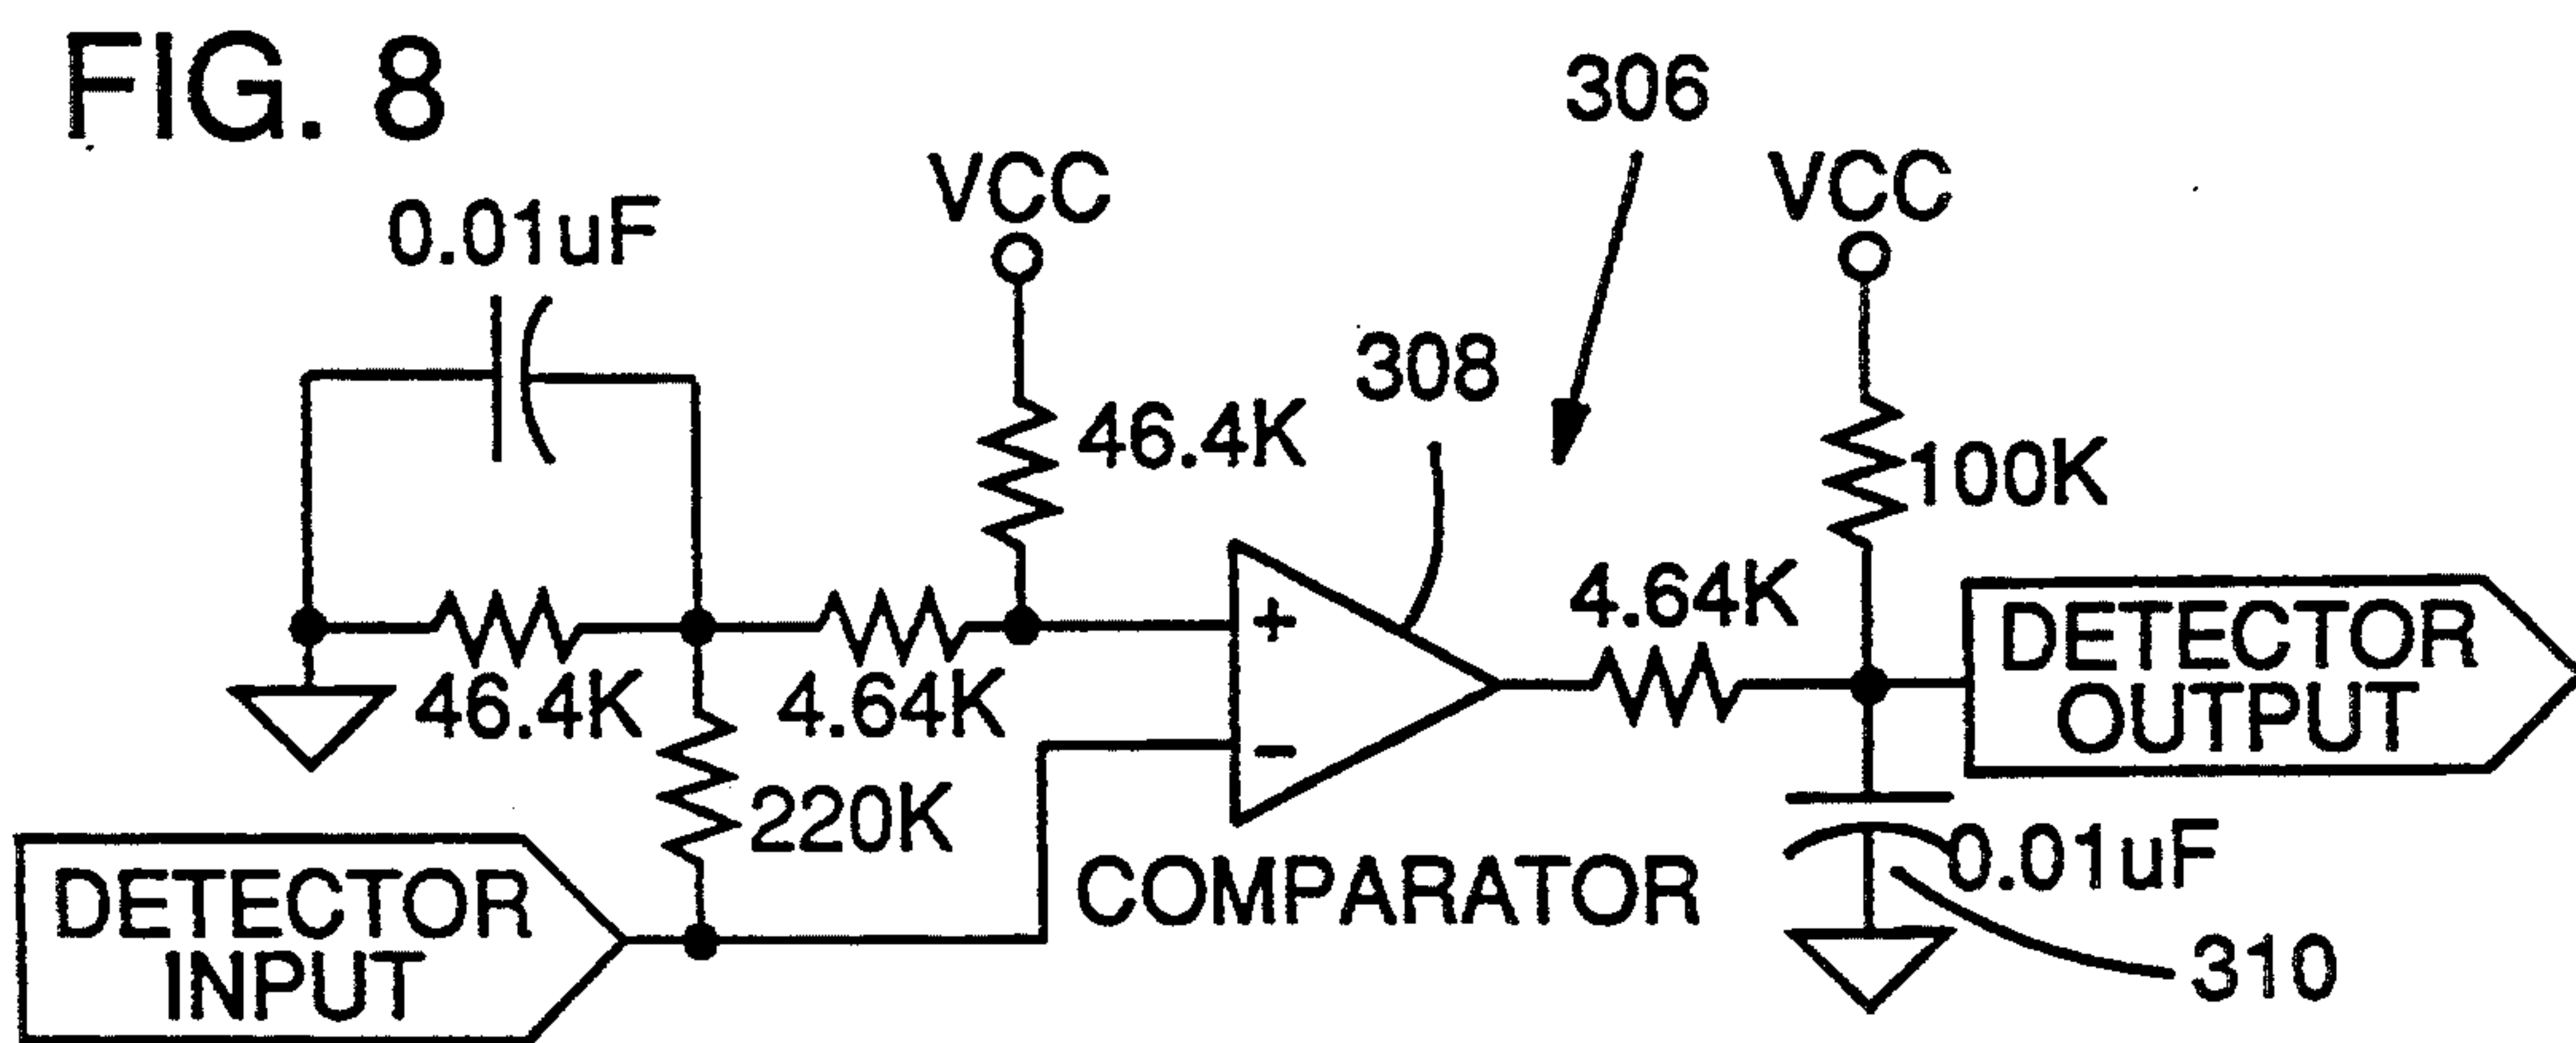 FIG. 8
306
VCC
VCC
0.01uF
308
46.4K
100K
46.4K
4.64K
+
4.64K
DETECTOR
OUTPUT
−
220K
COMPARATOR
0.01uF
DETECTOR
INPUT
310